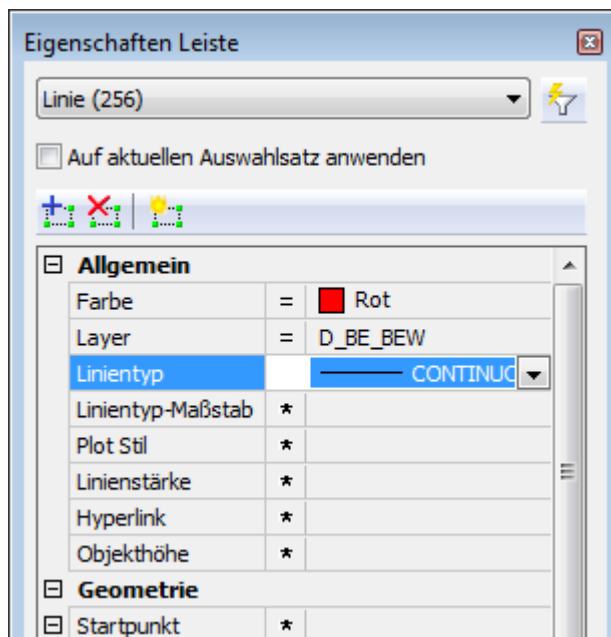 Eigenschaften Leiste
Linie (256)
Auf aktuellen Auswahlsatz anwenden
Allgemein
Farbe = Rot
Layer = D_BE_BEW
Linientyp CONTINUC
Linientyp-Maßstab *
Plot Stil *
Linienstärke *
Hyperlink *
Objekthöhe *
Geometrie
Startpunkt *